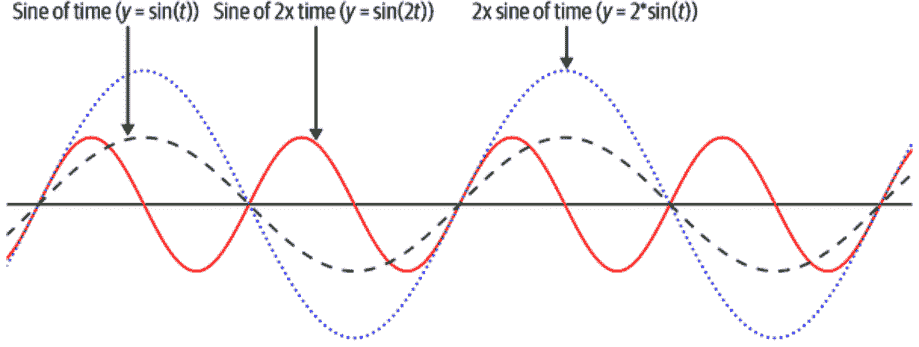 Sine of time (y = sin(t))
Sine of 2x time (y = sin(2t))
2x sine of time (y = 2*sin(t))